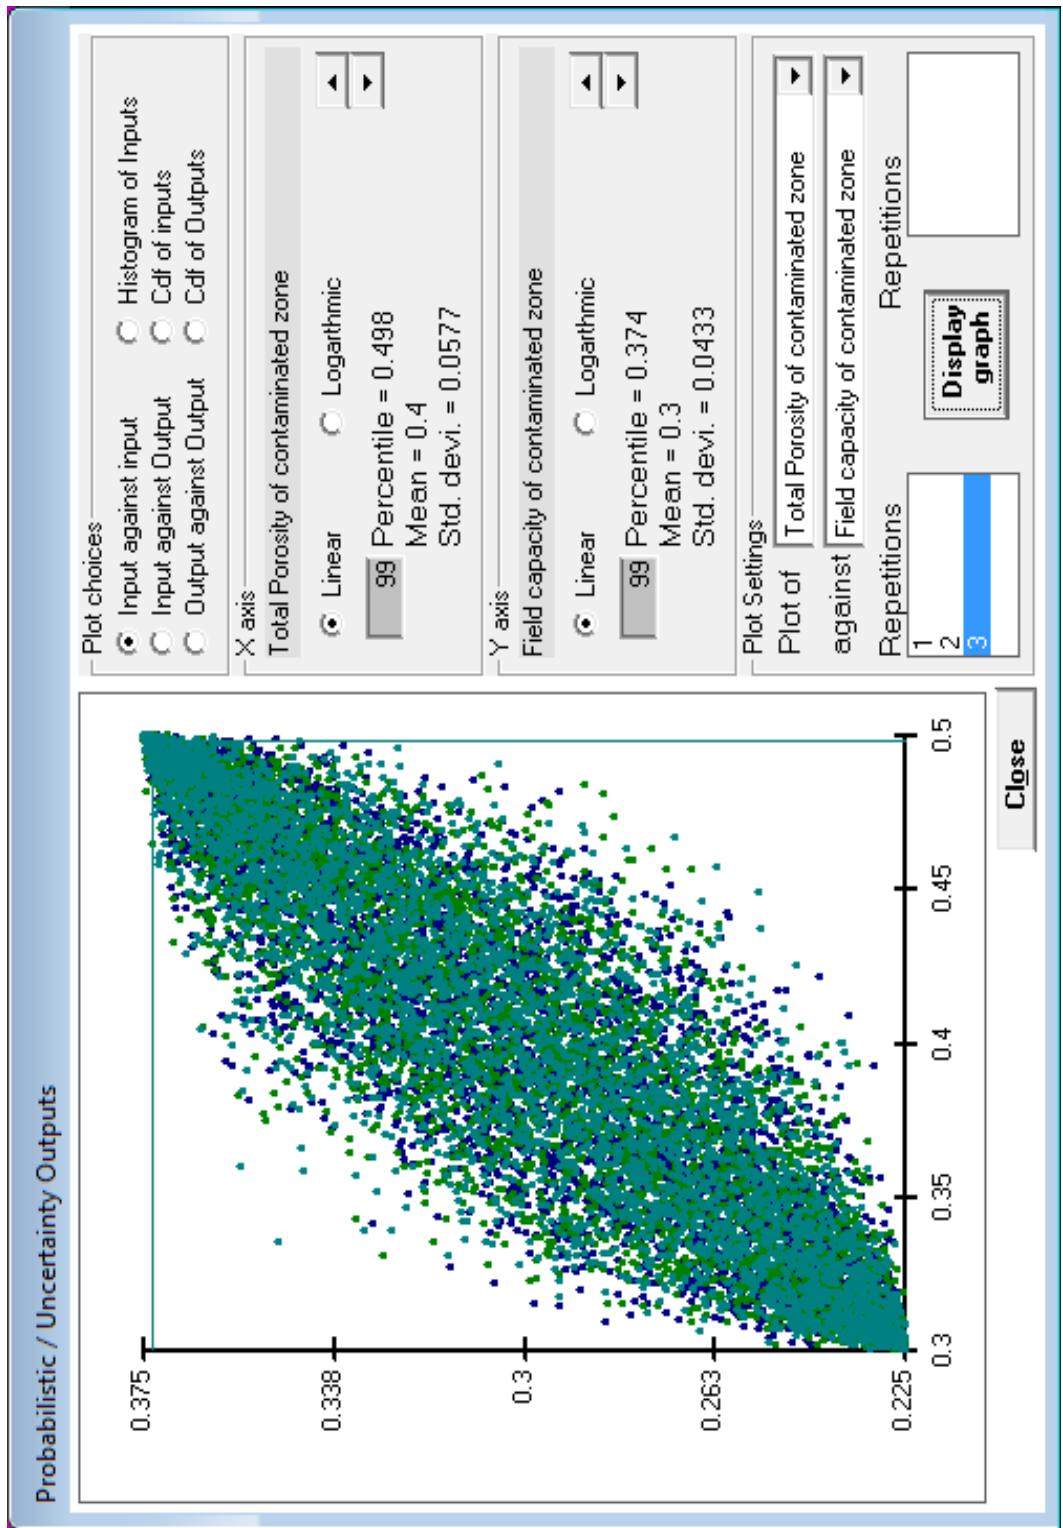 Probabilistic / Uncertainty Outputs
0.375
0.338
0.3
0.263
0.225
0.3
0.35
0.4
0.45
0.5
Close
Plot choices
Input against input
Histogram of Inputs
Input against Output
Cdf of inputs
Output against Output
Cdf of Outputs
X axis
Total Porosity of contaminated zone
Linear
Logarithmic
99 Percentile = 0.498
Mean = 0.4
Std. devi. = 0.0577
Y axis
Field capacity of contaminated zone
Linear
Logarithmic
99 Percentile = 0.374
Mean = 0.3
Std. devi. = 0.0433
Plot Settings
Plot of Total Porosity of contaminated zone
against Field capacity of contaminated zone
Repetitions
1
2
3
Display
graph
Repetitions